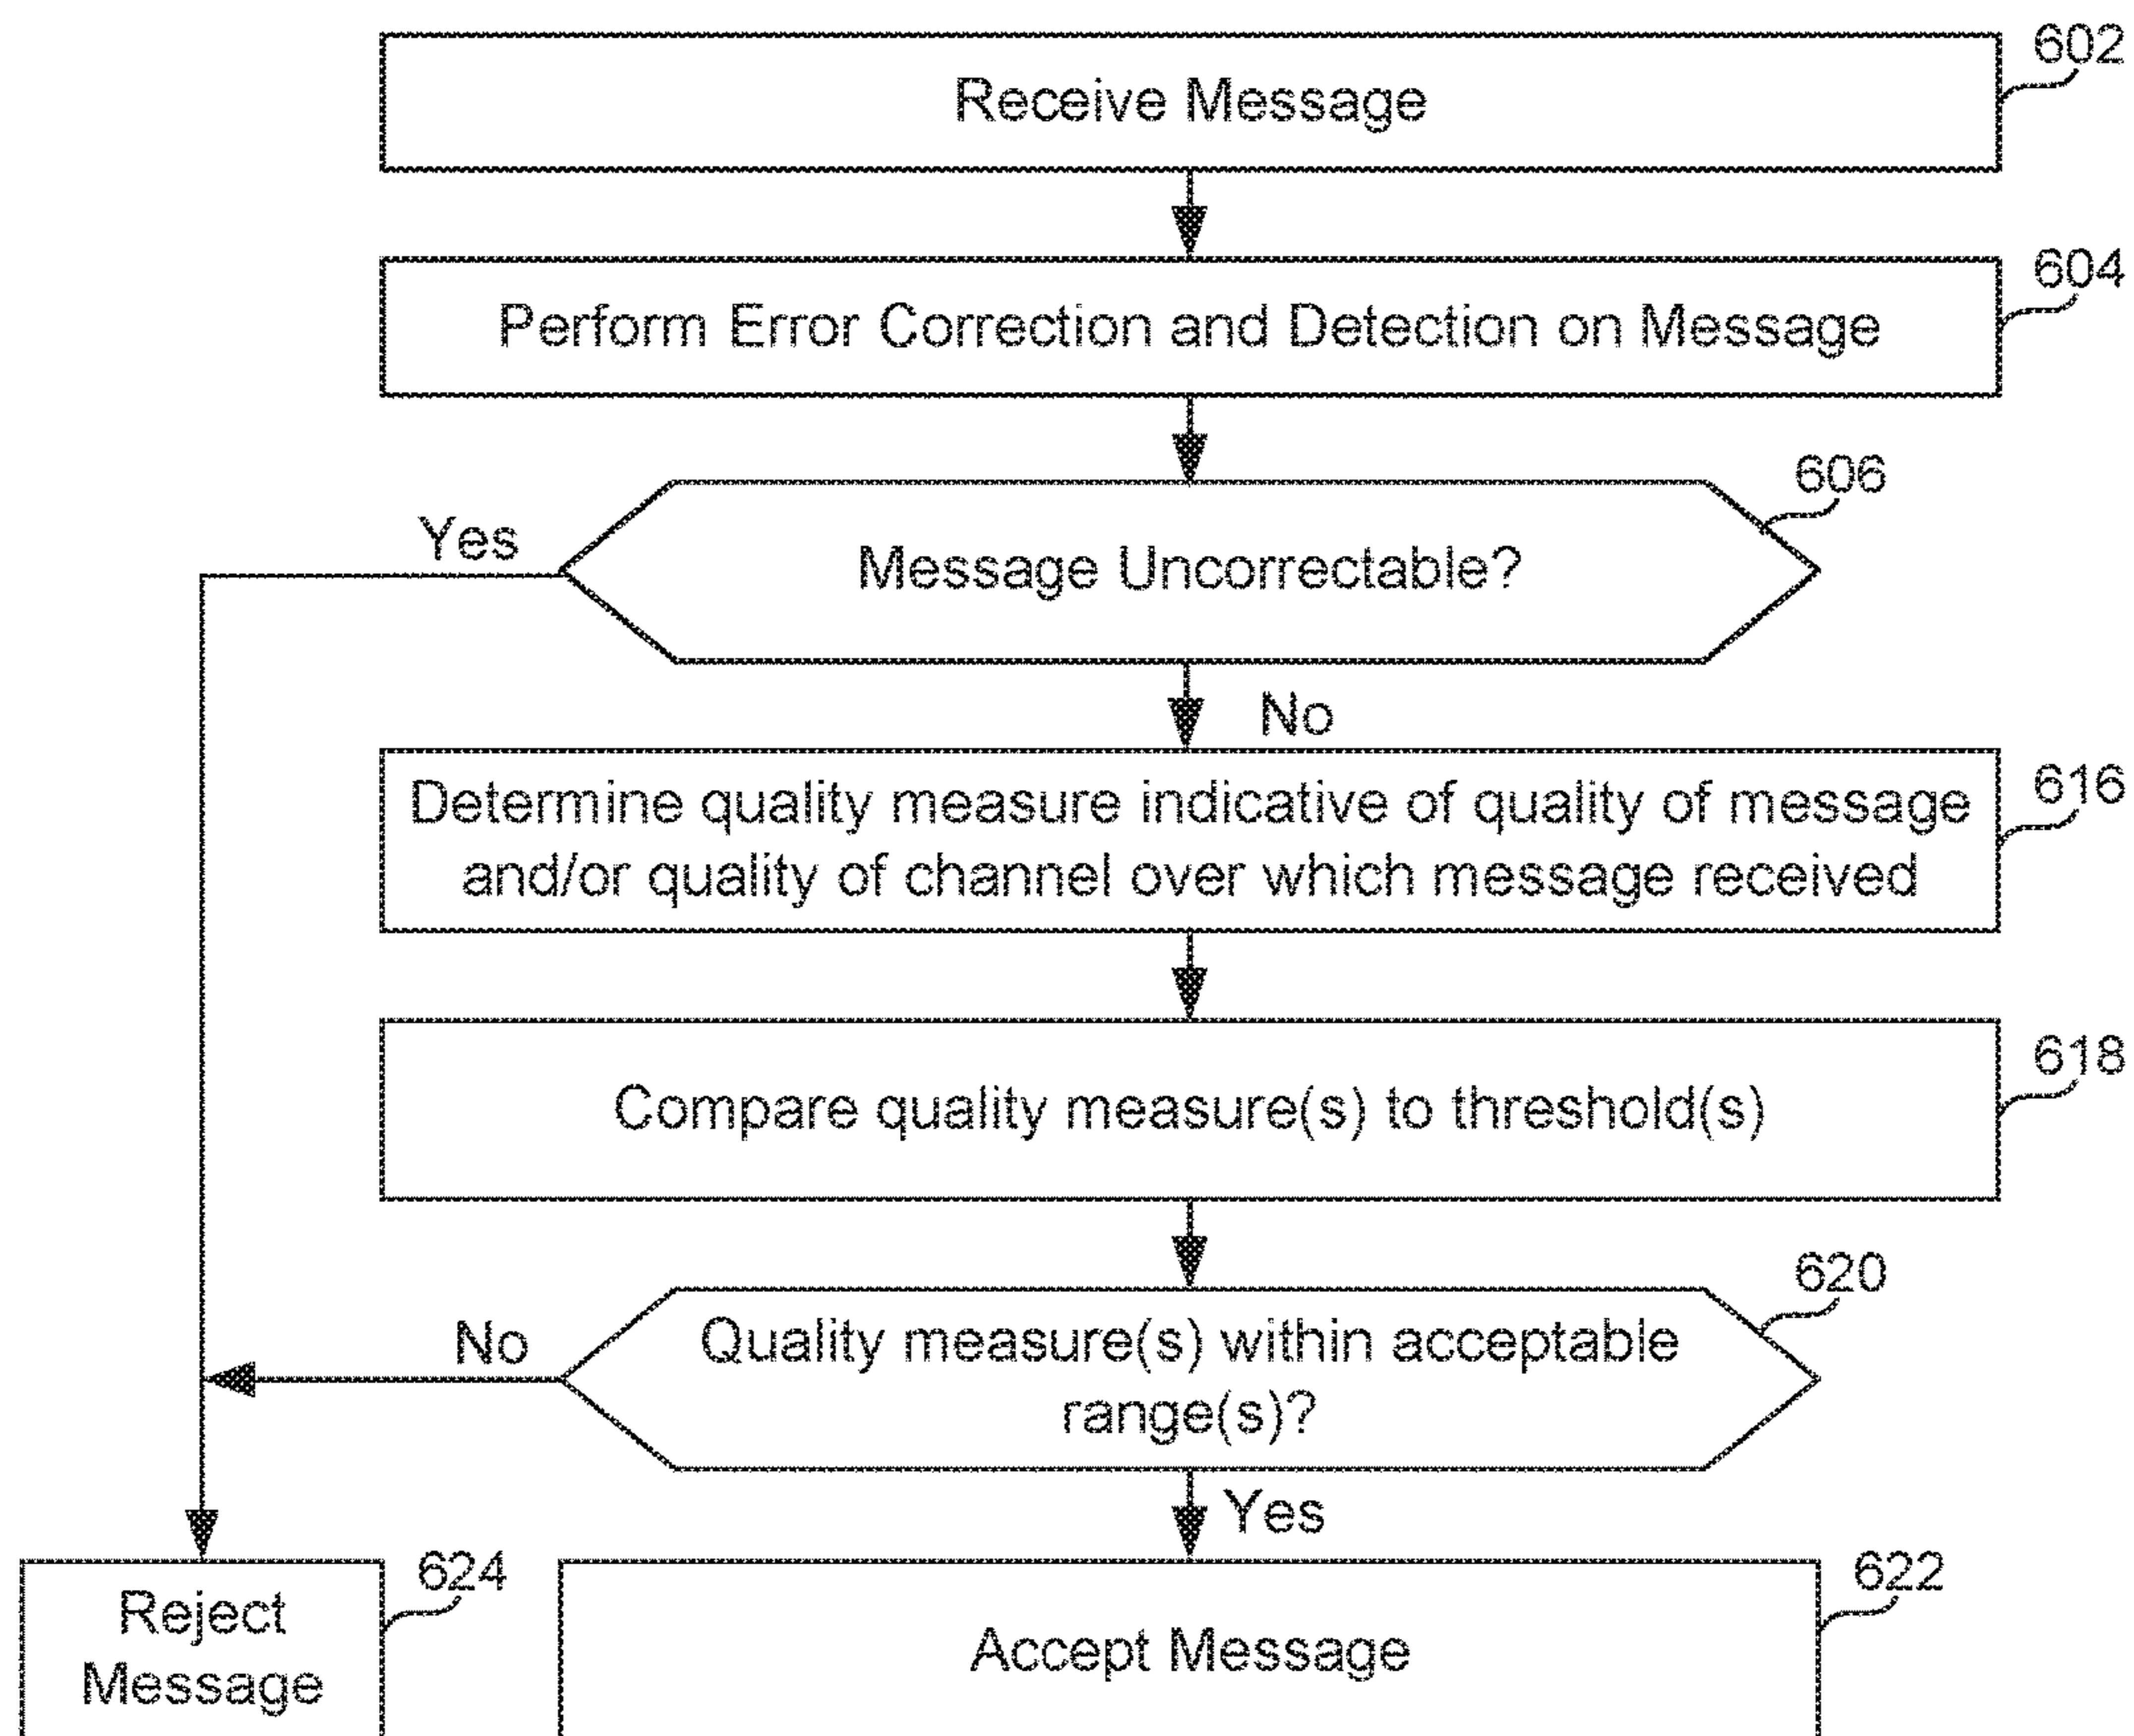 602
Receive Message
604
Perform Error Correction and Detection on Message
606
Yes
Message Uncorrectable?
No
616
Determine quality measure indicative of quality of message
and/or quality of channel over which message received
618
Compare quality measure(s) to threshold(s)
620
No
Quality measure(s) within acceptable
range(s)?
Yes
624
622
Reject
Message
Accept Message